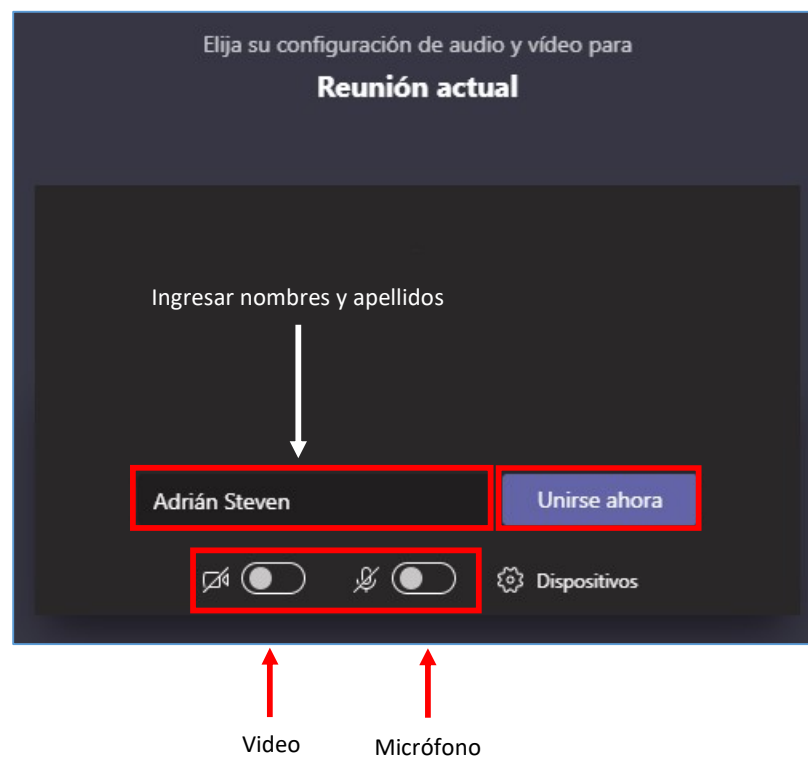 Elija su configuración de audio y vídeo para
Reunión actual
Ingresar nombres y apellidos
Adrián Steven
Unirse ahora
Dispositivos
Video
Micrófono